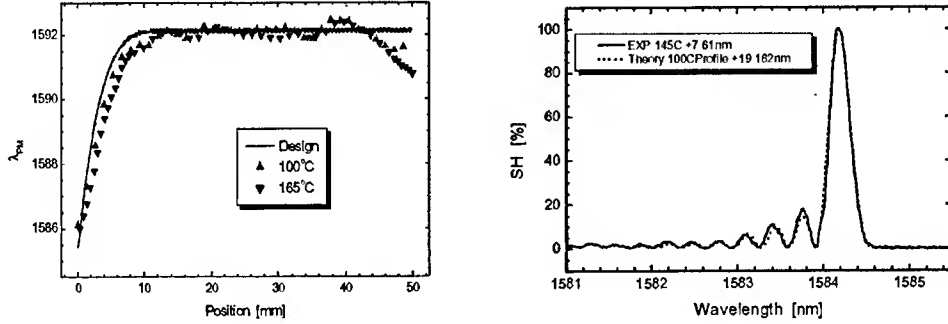 1592
1590
1588
1586
λPM
Design
100°C
165°C
0 10 20 30 40 50
Position [mm]
100
80
60
40
20
0
SH [%]
EXP 145C +7 61nm
Theory 100CProfile +19 162nm
1581 1582 1583 1584 1585
Wavelength [nm]